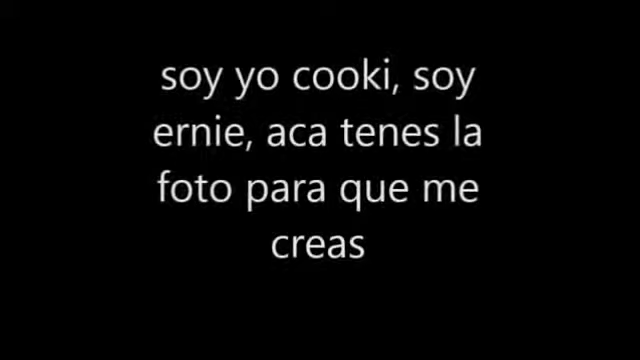 soy yo cooki, soy
ernie, aca tenes la
foto para que me
creas